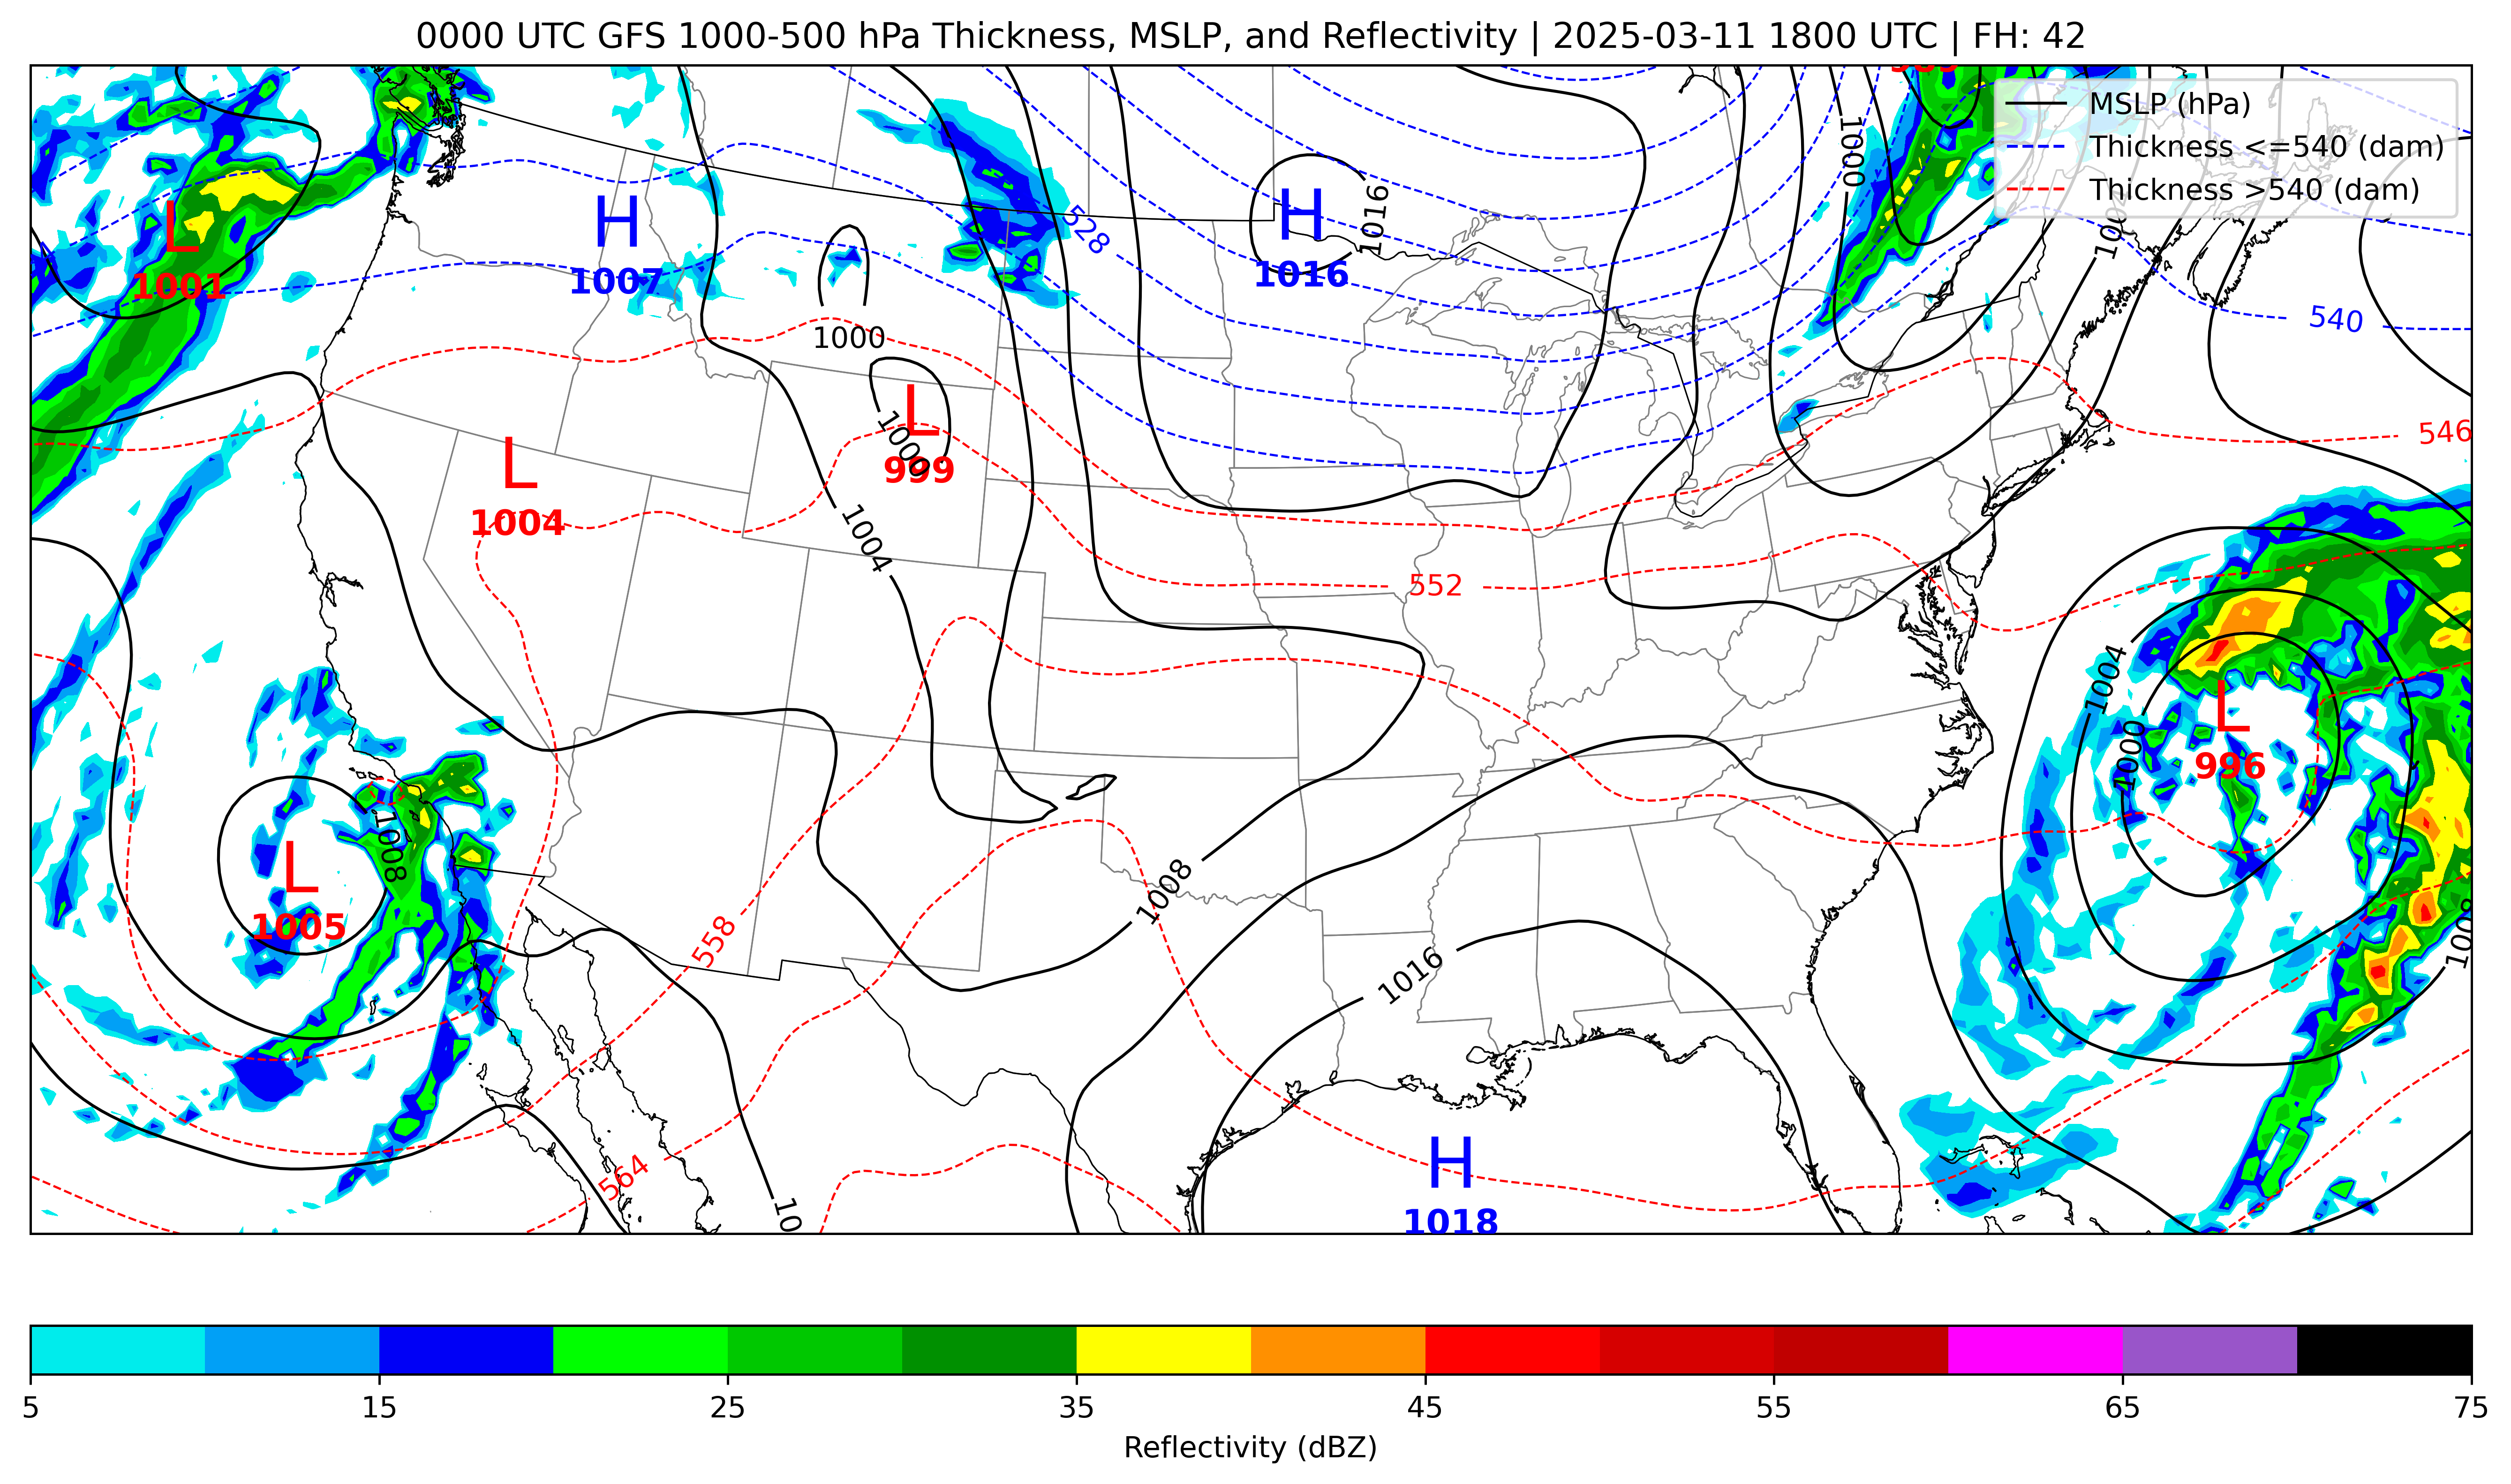 0000 UTC GFS 1000-500 hPa Thickness, MSLP, and Reflectivity | 2025-03-11 1800 UTC | FH: 42
MSLP (hPa)
Thickness <=540 (dam)
Thickness >540 (dam)
1000
L
1001
H
1007
528
H
1016
1016
540
1000
L
1000
999
546
L
1004
1004
552
1004
1000
L
996
1008
L
1005
1008
558
1016
1008
564
H
1018
10
5 15 25 35 45 55 65 75
Reflectivity (dBZ)